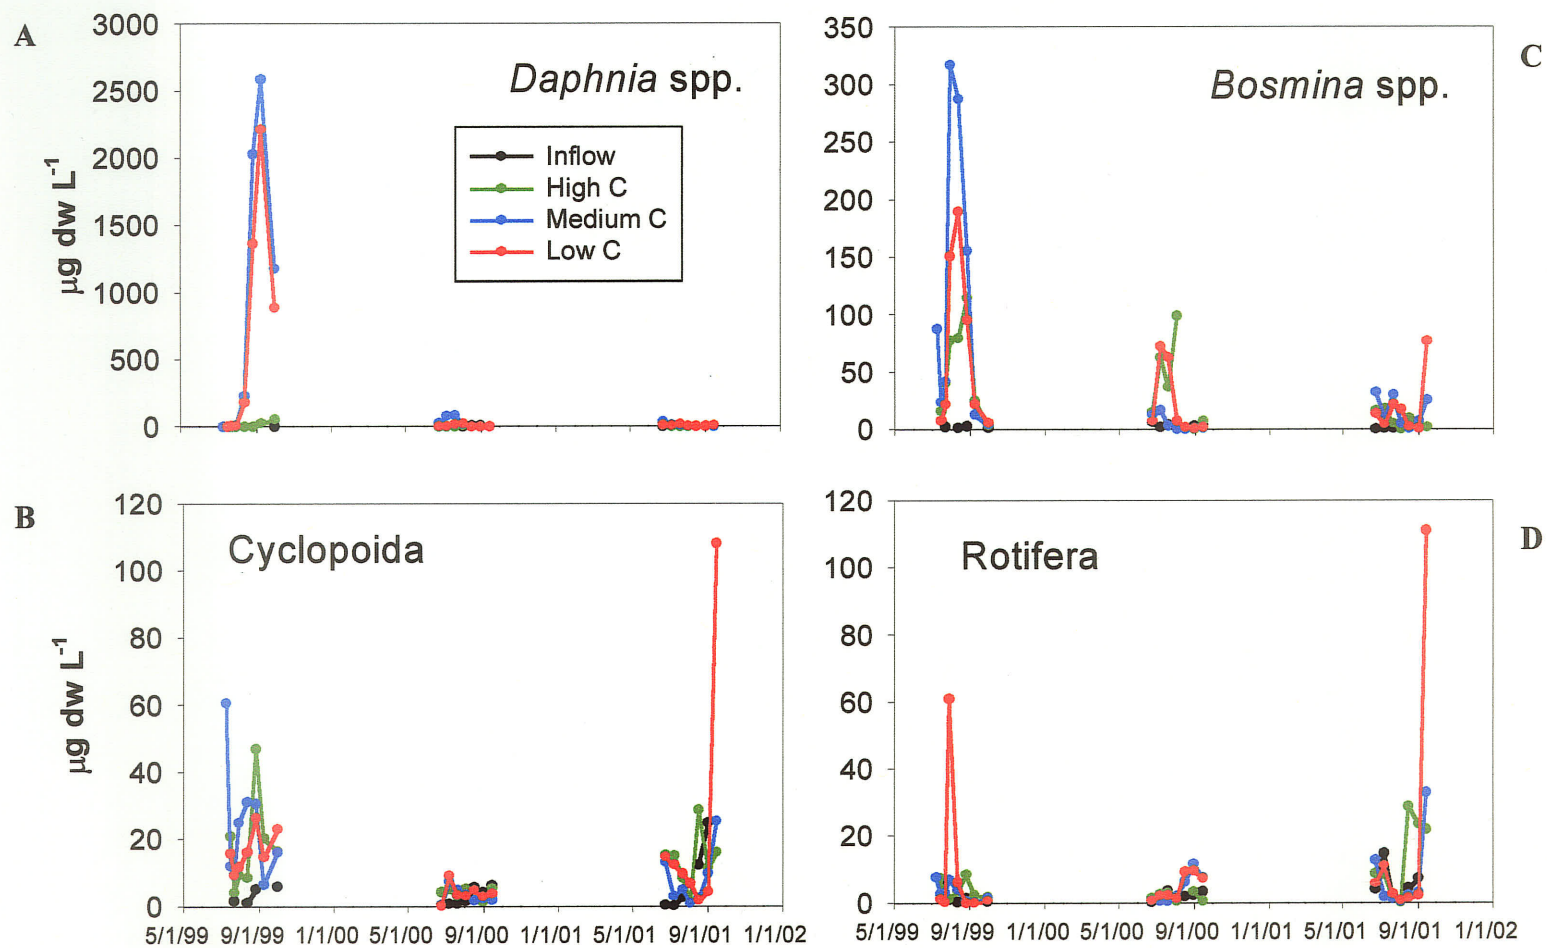 A
3000
2500
2000
1500
1000
500
0
µg dw L-1
Daphnia spp.
Inflow
High C
Medium C
Low C
C
350
300
250
200
150
100
50
0
Bosmina spp.
B
120
100
80
60
40
20
0
µg dw L-1
Cyclopoida
5/1/99 9/1/99 1/1/00 5/1/00 9/1/00 1/1/01 5/1/01 9/1/01 1/1/02
D
120
100
80
60
40
20
0
Rotifera
5/1/99 9/1/99 1/1/00 5/1/00 9/1/00 1/1/01 5/1/01 9/1/01 1/1/02